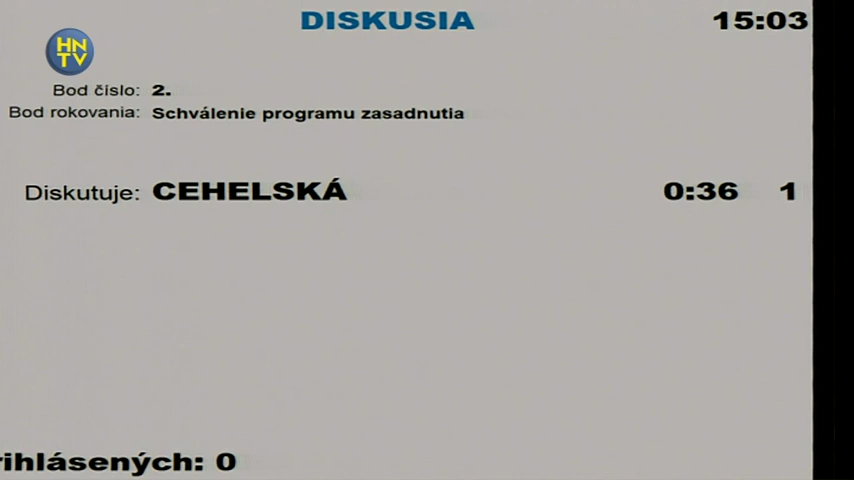 DISKUSIA 15:03
HN
TV
Bod číslo: 2.
Bod rokovania: Schválenie programu zasadnutia
Diskutuje: CEHELSKÁ 0:36 1
rihlásených: 0